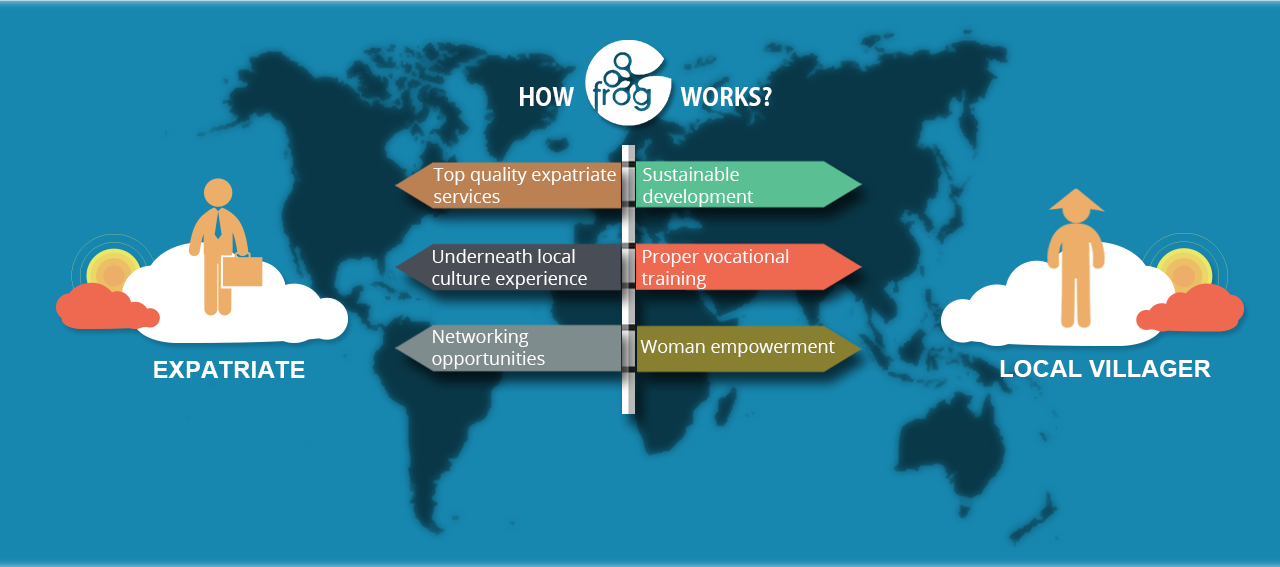 HOW frog WORKS?
Top quality expatriate
services
Sustainable
development
Underneath local
culture experience
Proper vocational
training
Networking
opportunities
Woman empowerment
EXPATRIATE
LOCAL VILLAGER